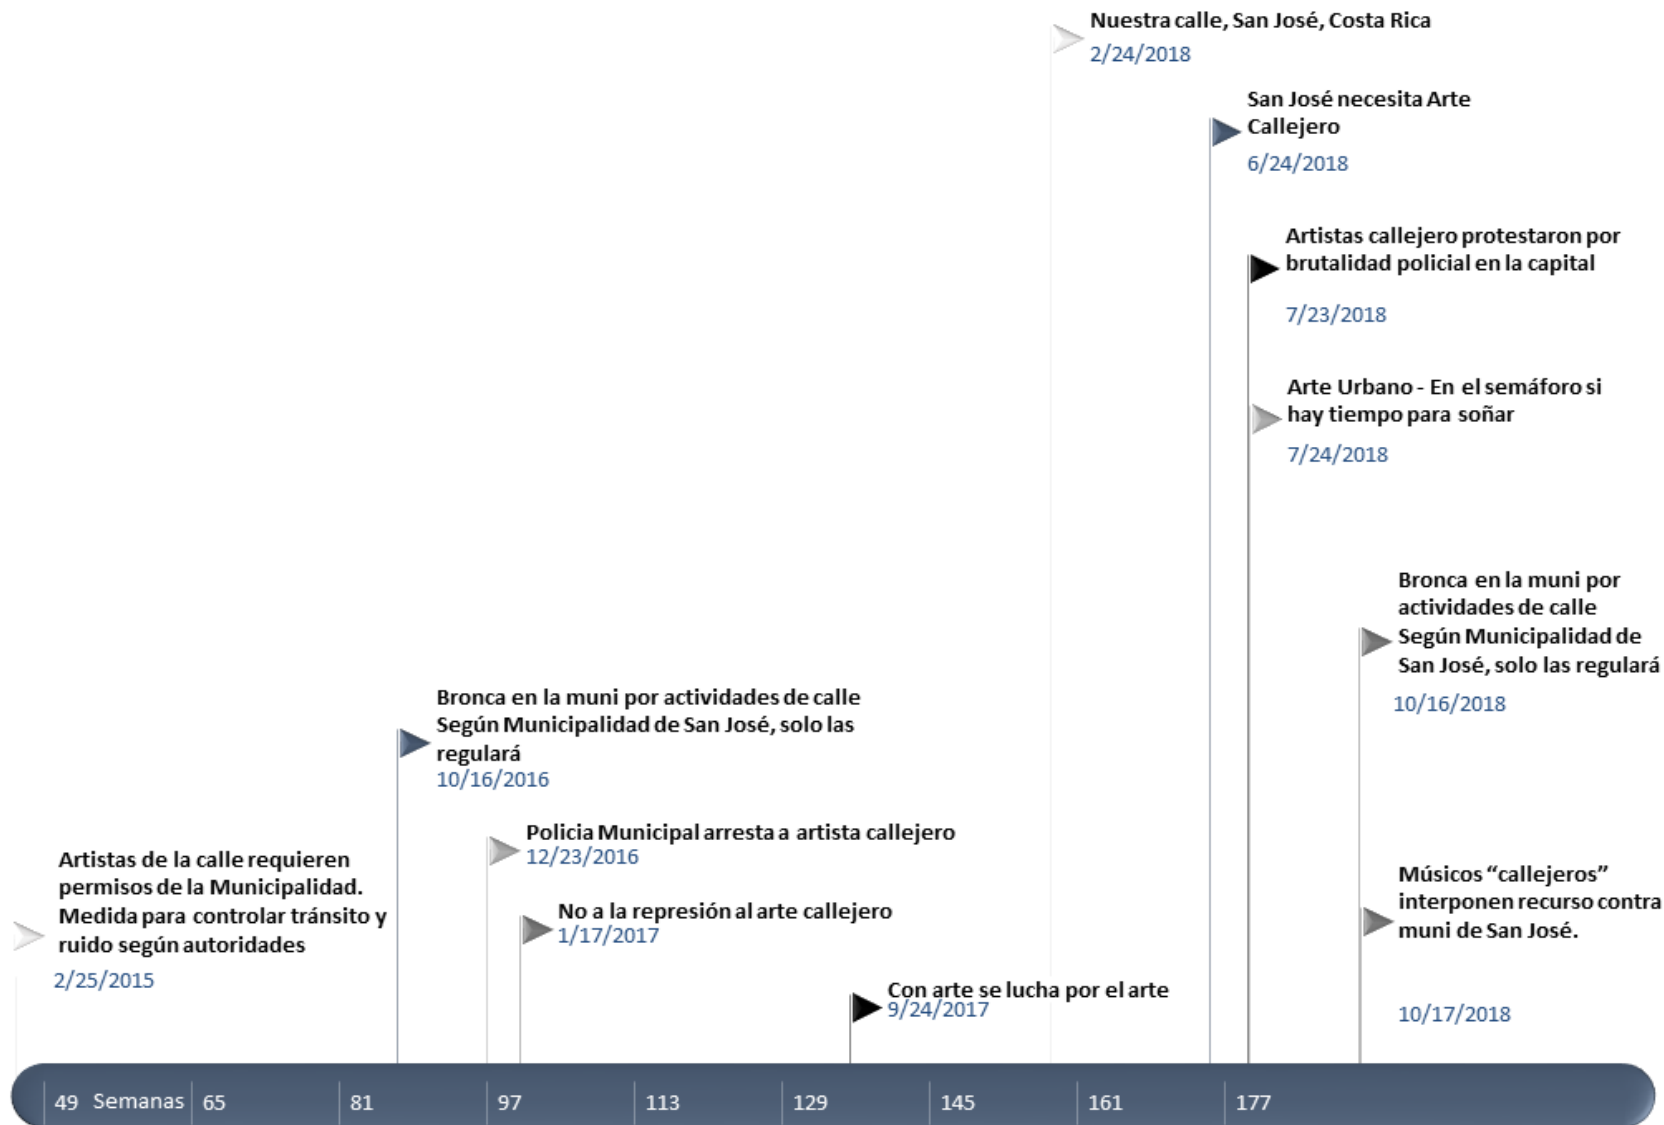 Nuestra calle, San José, Costa Rica
2/24/2018
San José necesita Arte
Callejero
6/24/2018
Artistas callejero protestaron por
brutalidad policial en la capital
7/23/2018
Arte Urbano - En el semáforo si
hay tiempo para soñar
7/24/2018
Bronca en la muni por
actividades de calle
Según Municipalidad de
San José, solo las regulará
10/16/2018
Bronca en la muni por actividades de calle
Según Municipalidad de San José, solo las
regulará
10/16/2016
Policia Municipal arresta a artista callejero
12/23/2016
Artistas de la calle requieren
permisos de la Municipalidad.
Medida para controlar tránsito y
ruido según autoridades
2/25/2015
No a la represión al arte callejero
1/17/2017
Músicos “callejeros”
interponen recurso contra
muni de San José.
10/17/2018
Con arte se lucha por el arte
9/24/2017
49 Semanas 65 81 97 113 129 145 161 177